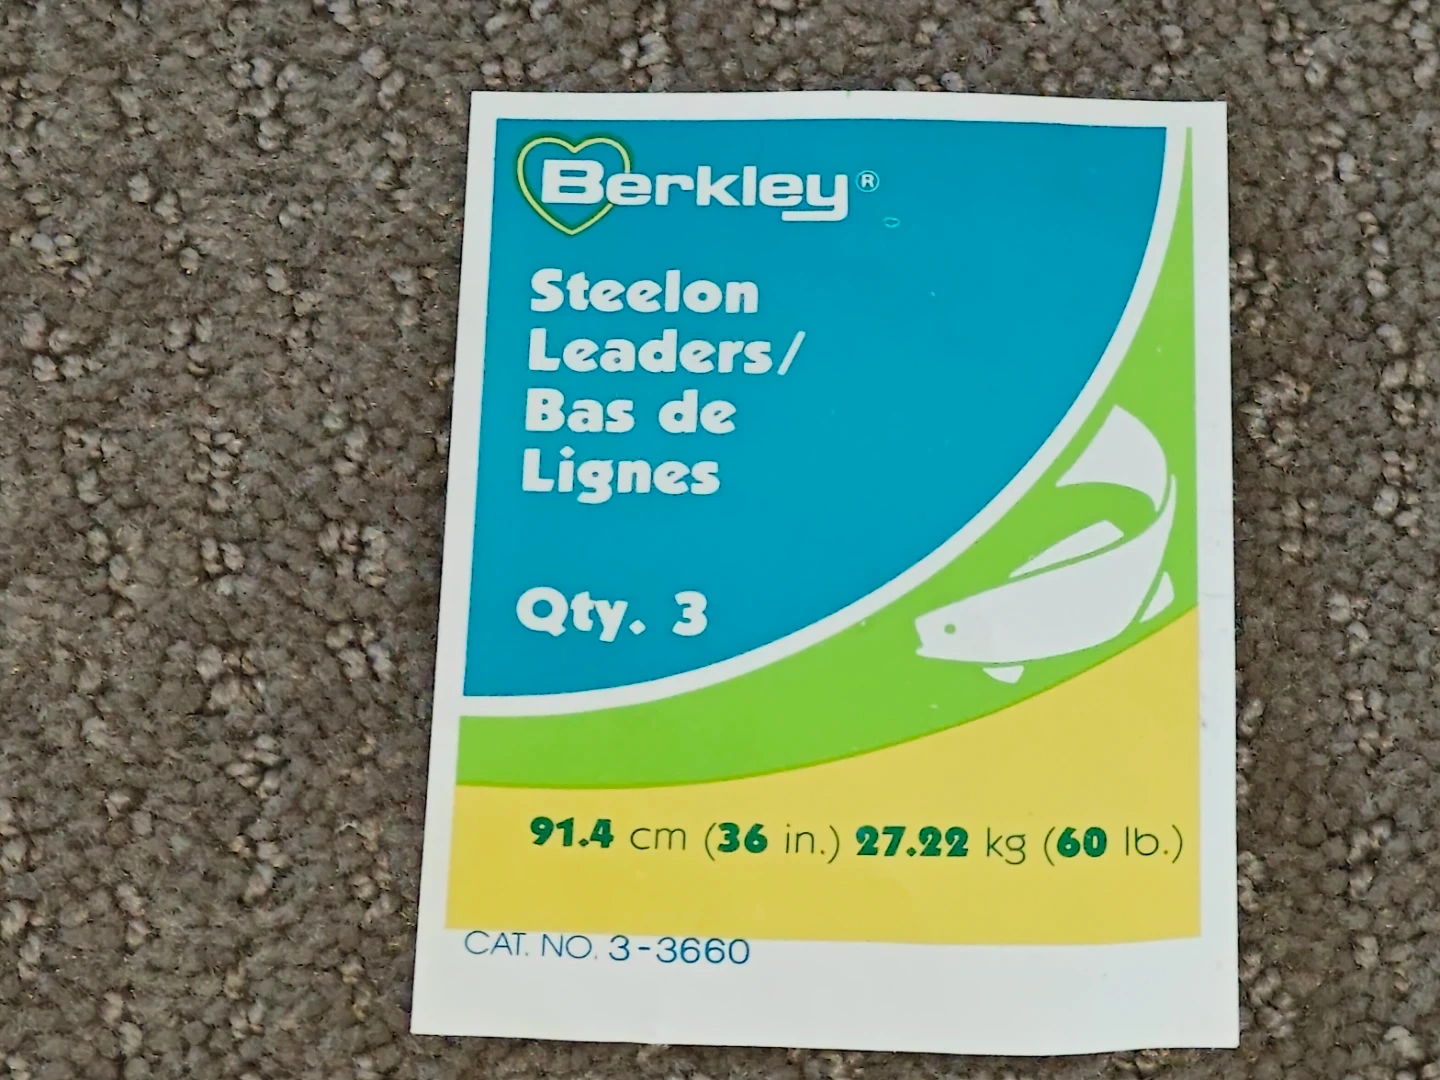 Berkley®
Steelon
Leaders/
Bas de
Lignes
Qty. 3
91.4 cm (36 in.) 27.22 kg (60 lb.)
CAT. NO. 3-3660